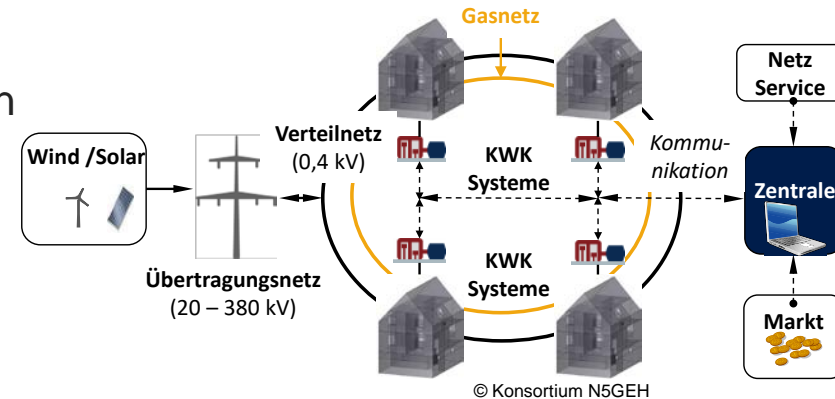 Gasnetz
n
Netz
Service
Verteilnetz
(0,4 kV)
Kommu-
nikation
Wind /Solar
KWK
Systeme
Zentrale
Übertragungsnetz
(20 – 380 kV)
KWK
Systeme
Markt
© Konsortium N5GEH